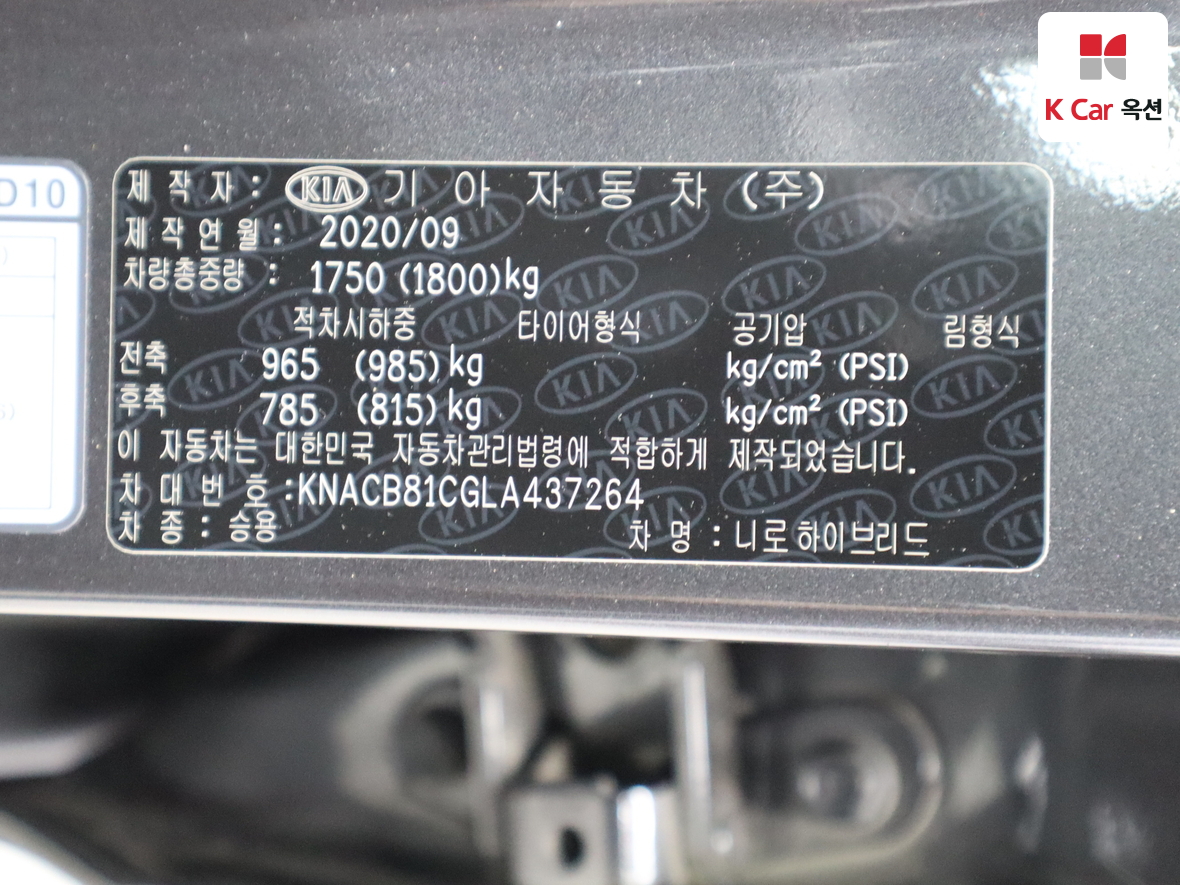 K Car 옥션
D10
제 작 자 : KIA 기 아 자 동 차 (주)
제 작 연 월 : 2020/09
차량총중량 : 1750 (1800)kg
적차시하중 타이어형식 공기압 림형식
전축 965 (985)kg kg/cm² (PSI)
후축 785 (815)kg kg/cm² (PSI)
이 자동차는 대한민국 자동차관리법령에 적합하게 제작되었습니다.
차 대 번 호 :KNACB81CGLA437264
차 종 : 승용 차 명 : 니로 하이브리드